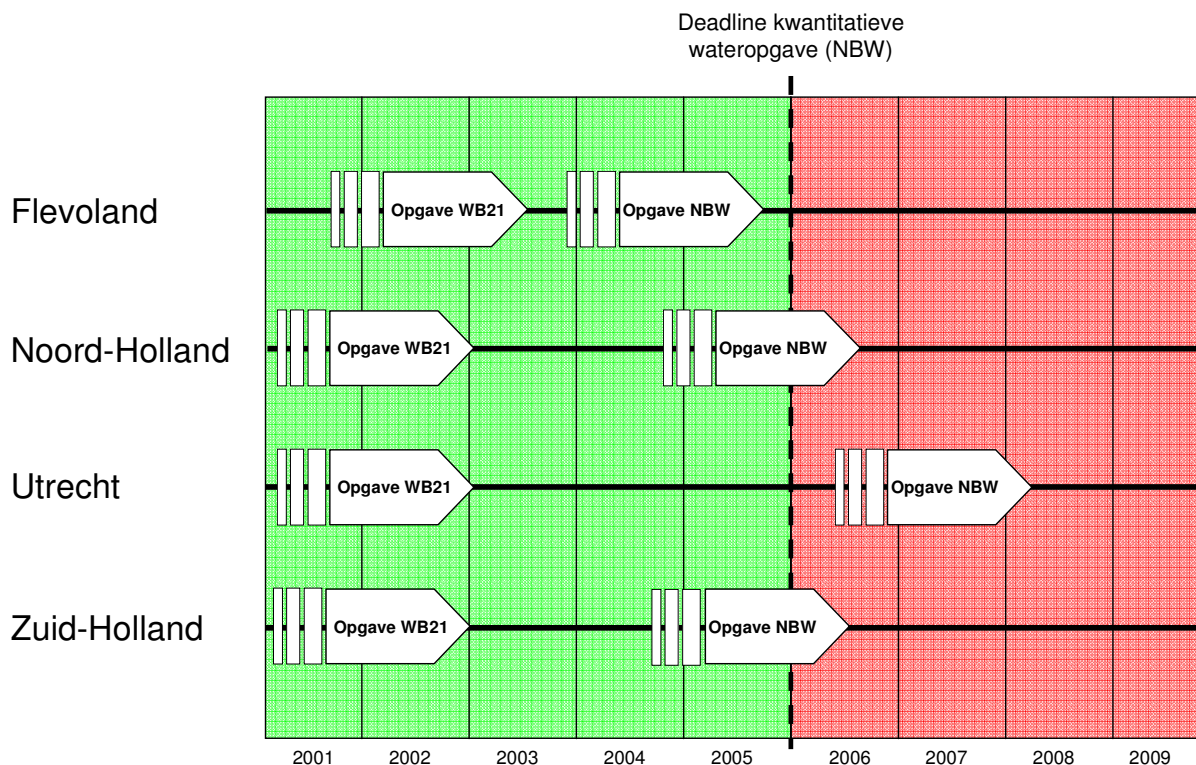 Deadline kwantitatieve
wateropgave (NBW)
Flevoland
Opgave WB21
Opgave NBW
Noord-Holland
Opgave WB21
Opgave NBW
Utrecht
Opgave WB21
Opgave NBW
Zuid-Holland
Opgave WB21
Opgave NBW
2001 2002 2003 2004 2005 2006 2007 2008 2009